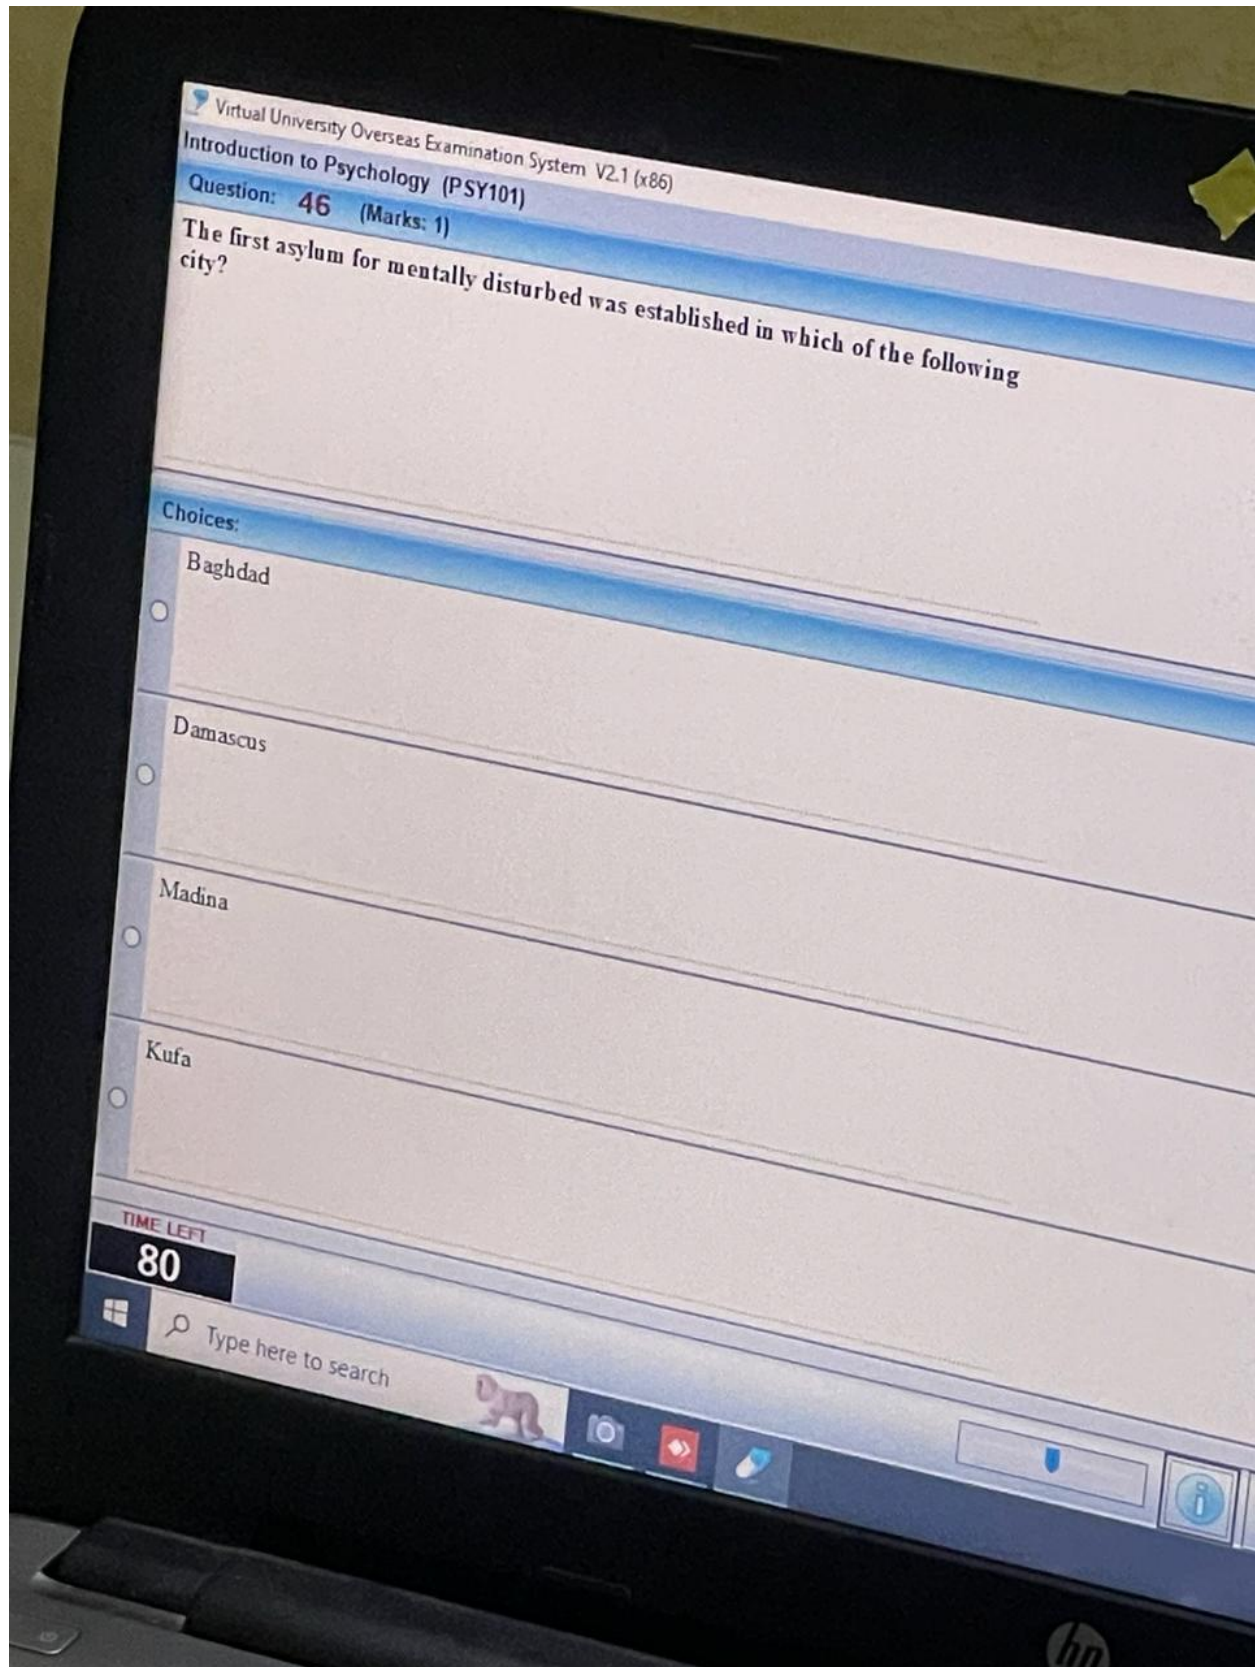 Virtual University Overseas Examination System V2.1 (x86)
Introduction to Psychology (PSY101)
Question: 46 (Marks: 1)
The first asylum for mentally disturbed was established in which of the following
city?
Choices:
Baghdad
Damascus
Madina
Kufa
TIME LEFT
80
Type here to search
i
hp